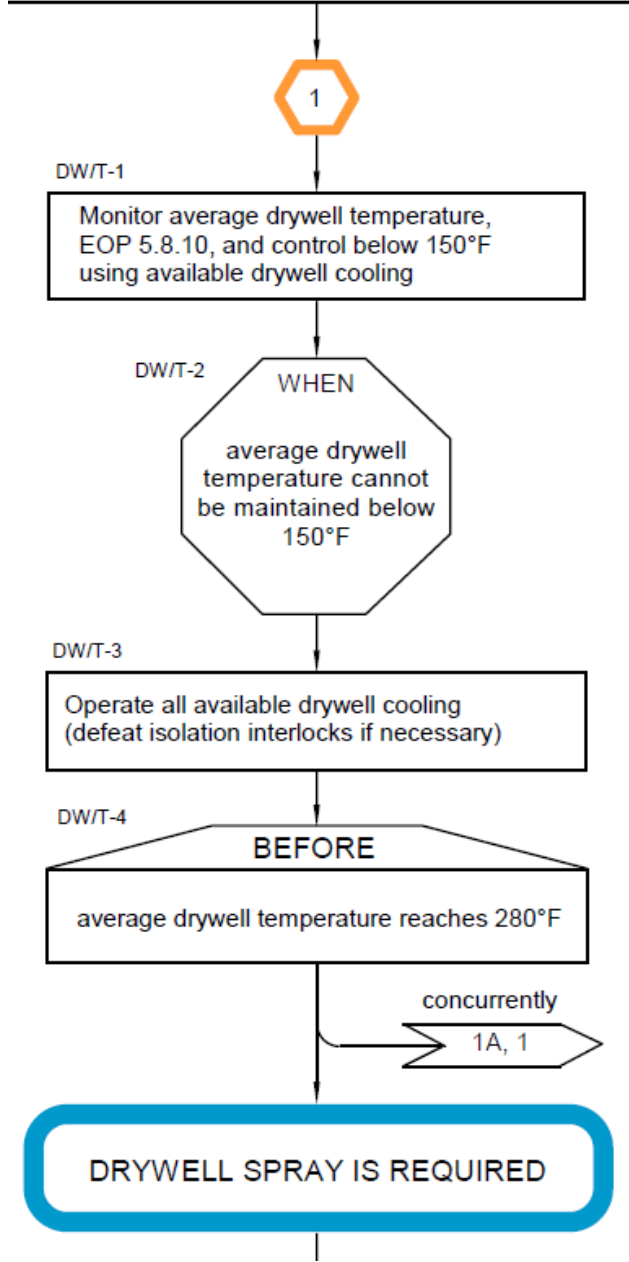 1
DW/T-1
Monitor average drywell temperature,
EOP 5.8.10, and control below 150°F
using available drywell cooling
DW/T-2
WHEN
average drywell
temperature cannot
be maintained below
150°F
DW/T-3
Operate all available drywell cooling
(defeat isolation interlocks if necessary)
DW/T-4
BEFORE
average drywell temperature reaches 280°F
concurrently
1A, 1
DRYWELL SPRAY IS REQUIRED